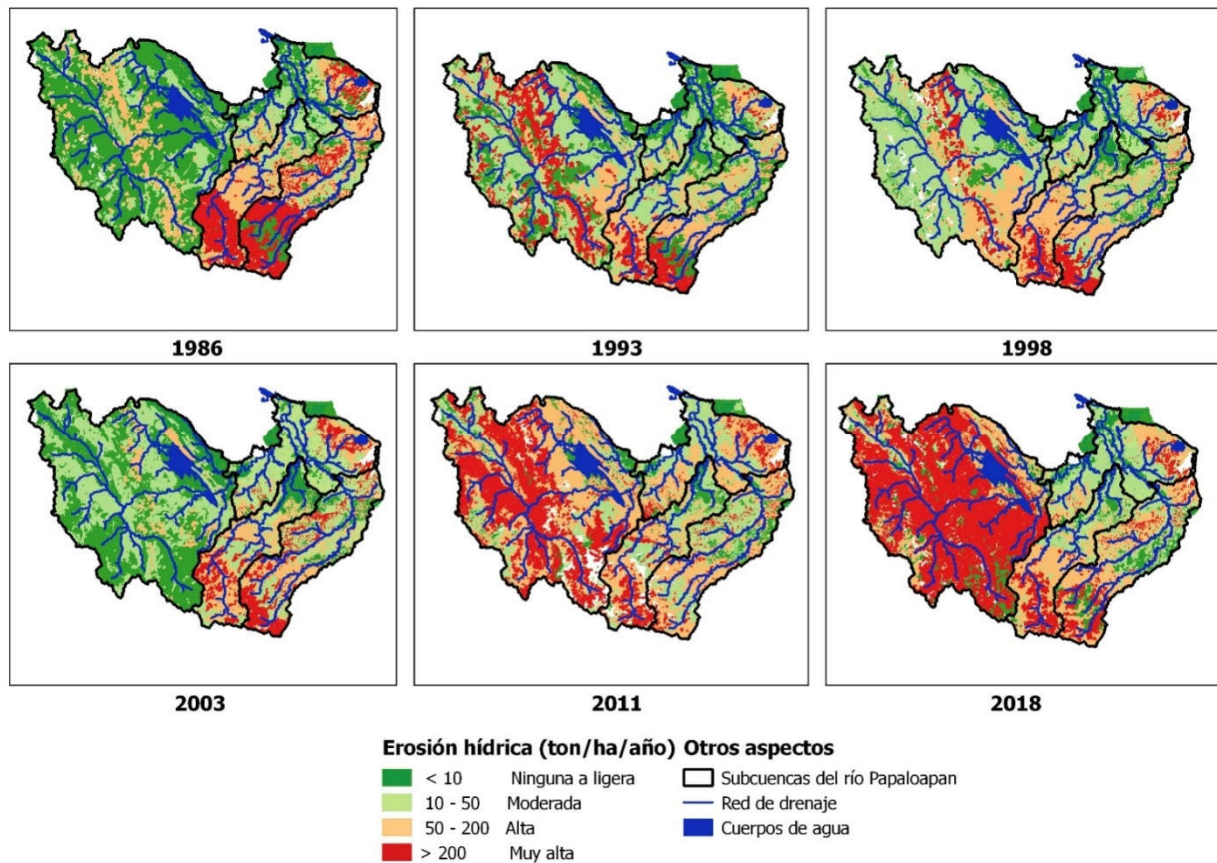 1986
1993
1998
2003
2011
2018
Erosión hídrica (ton/ha/año)
< 10 Ninguna a ligera
10 - 50 Moderada
50 - 200 Alta
> 200 Muy alta
Otros aspectos
Subcuencas del río Papaloapan
Red de drenaje
Cuerpos de agua